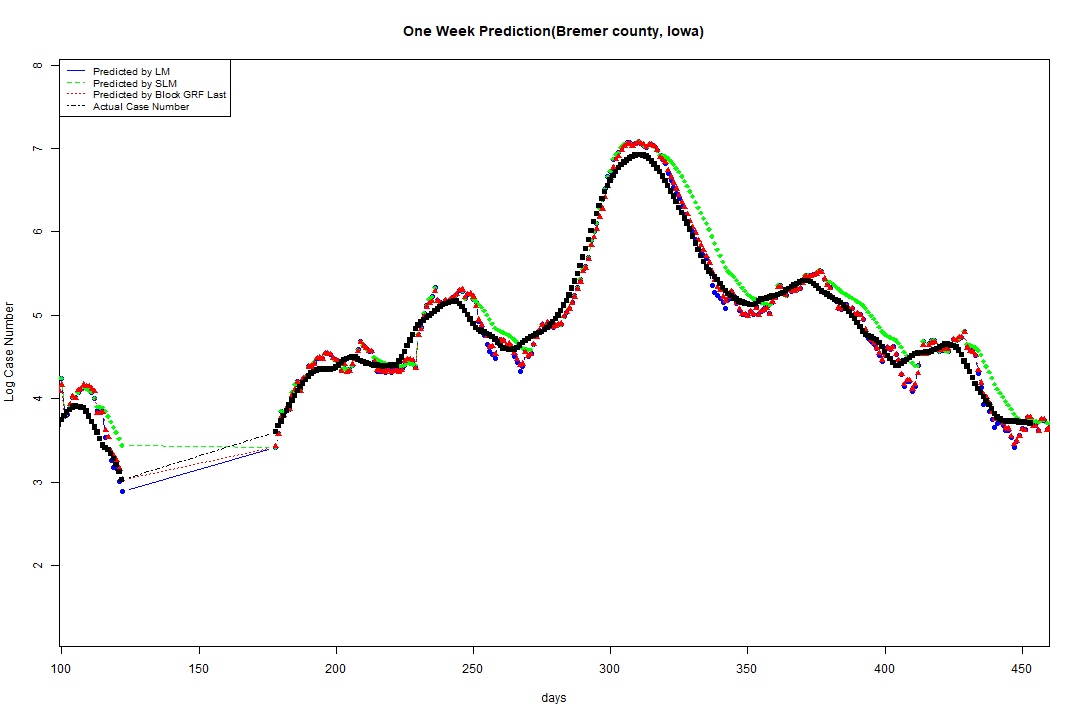 One Week Prediction(Bremer county, Iowa)
Predicted by LM
Predicted by SLM
Predicted by Block GRF Last
Actual Case Number
Log Case Number
8
7
6
5
4
3
2
100 150 200 250 300 350 400 450
days